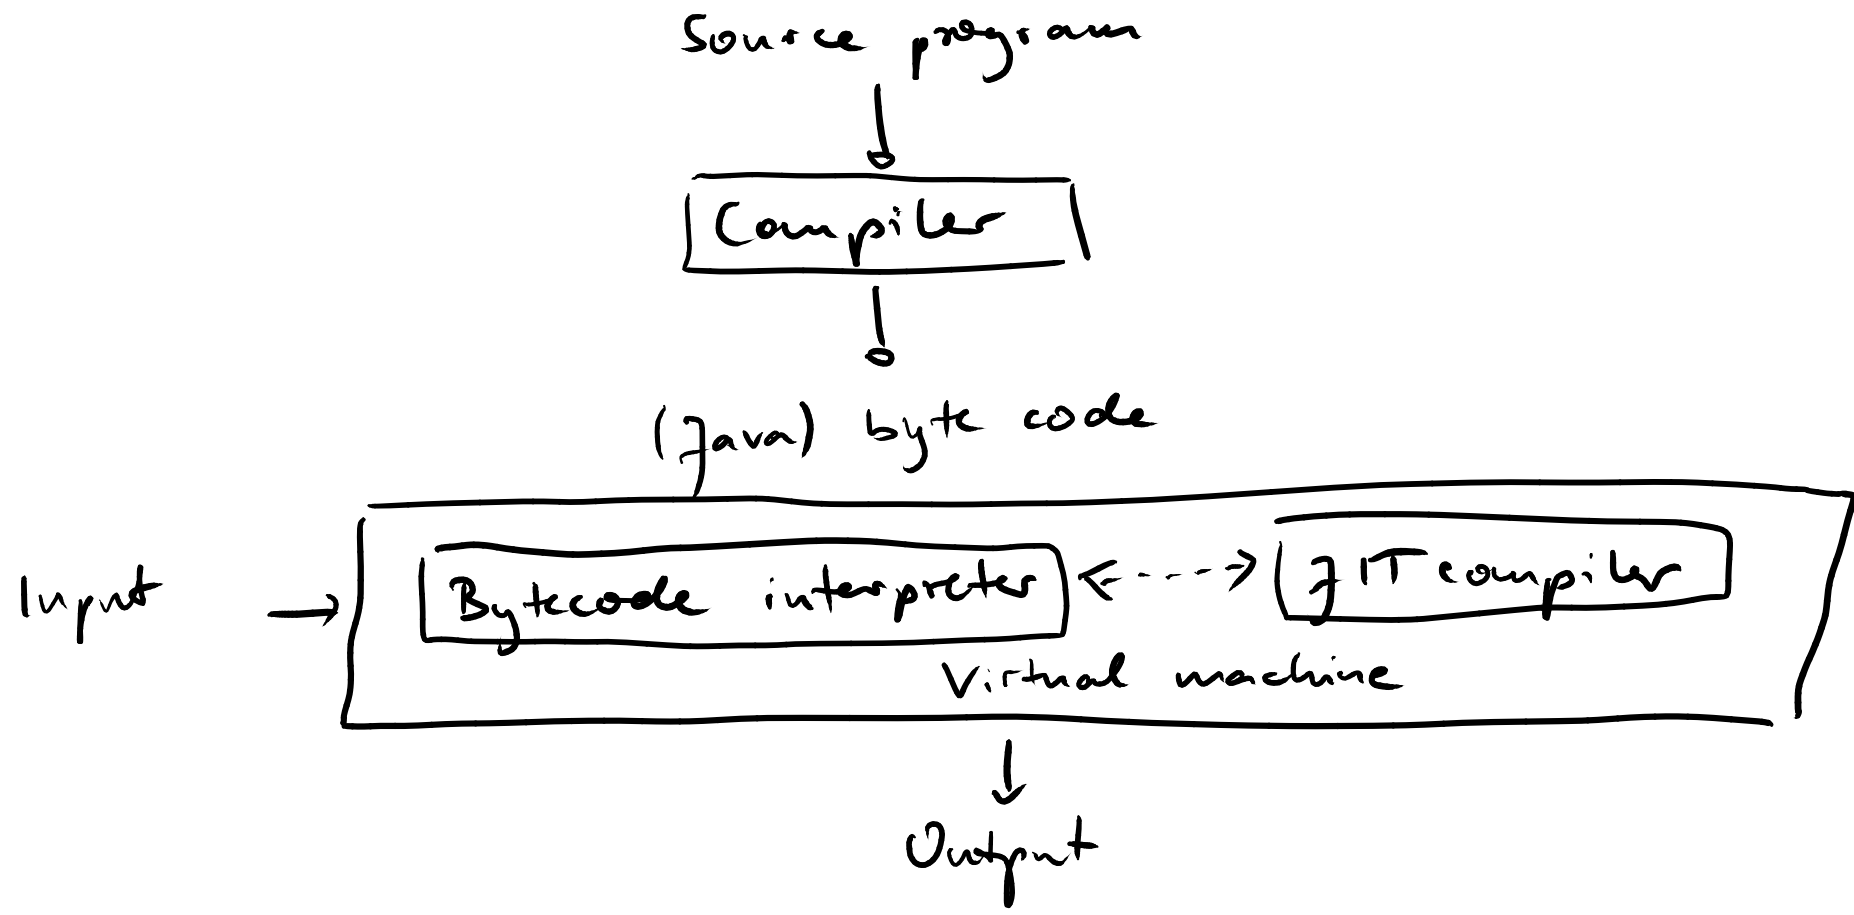 Source program
Compiler
(Java) byte code
Input
Bytecode interpreter
JIT compiler
Virtual machine
Output